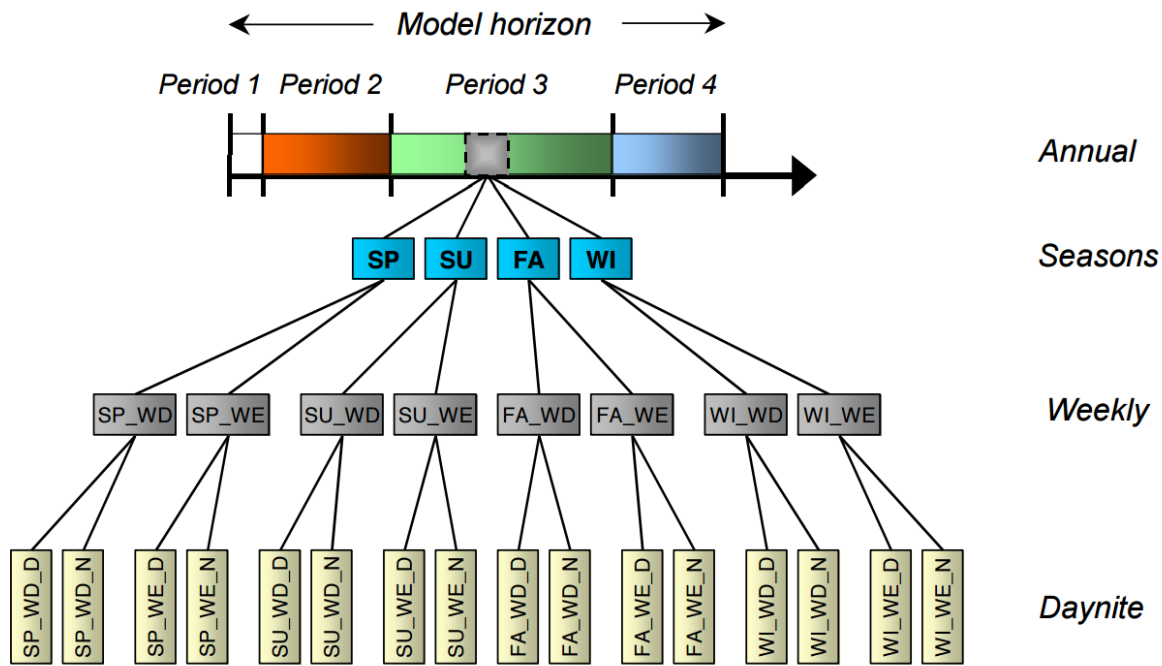 Model horizon
Period 1 Period 2 Period 3 Period 4
Annual
SP SU FA WI Seasons
SP_WD SP_WE SU_WD SU_WE FA_WD FA_WE WI_WD WI_WE Weekly
SP_WD_D SP_WD_N SP_WE_D SP_WE_N SU_WD_D SU_WD_N SU_WE_D SU_WE_N FA_WD_D FA_WD_N FA_WE_D FA_WE_N WI_WD_D WI_WD_N WI_WE_D WI_WE_N Daynite